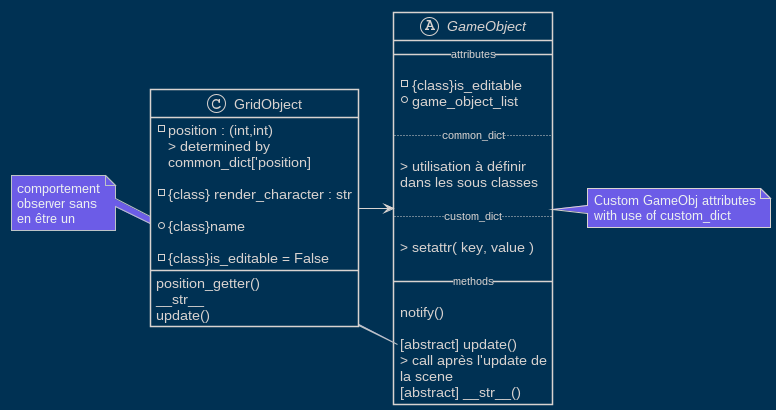 A GameObject
attributes
{class}is_editable
game_object_list
common_dict
> utilisation à définir
dans les sous classes
custom_dict
> setattr( key, value )
methods
notify()
[abstract] update()
> call après l'update de
la scene
[abstract] __str__()
C GridObject
position : (int,int)
> determined by
common_dict['position]
{class} render_character : str
{class}name
{class}is_editable = False
position_getter()
__str__
update()
comportement
observer sans
en être un
Custom GameObj attributes
with use of custom_dict